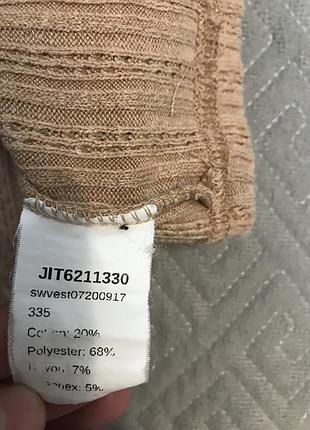 JIT6211330
swvest07200917
335
20%
Polyester: 68%
7%
5%